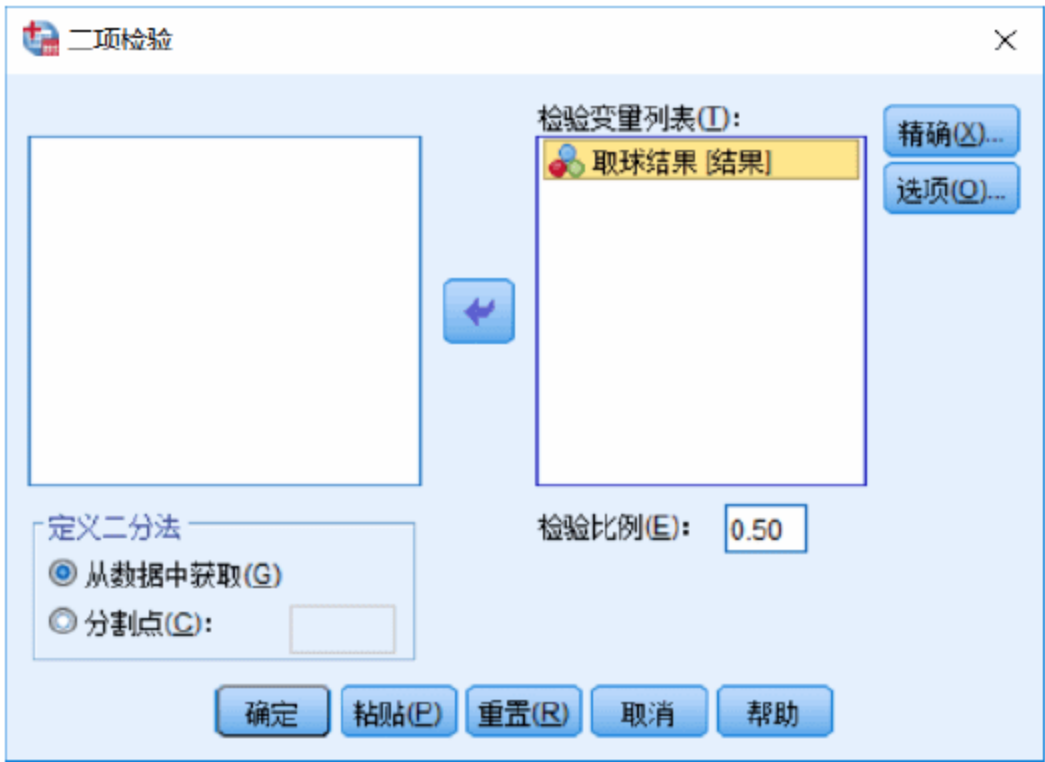 二项检验
检验变量列表(T):
取球结果 [结果]
精确(X)...
选项(O)...
定义二分法
从数据中获取(G)
分割点(C):
检验比例(E): 0.50
确定 粘贴(P) 重置(R) 取消 帮助